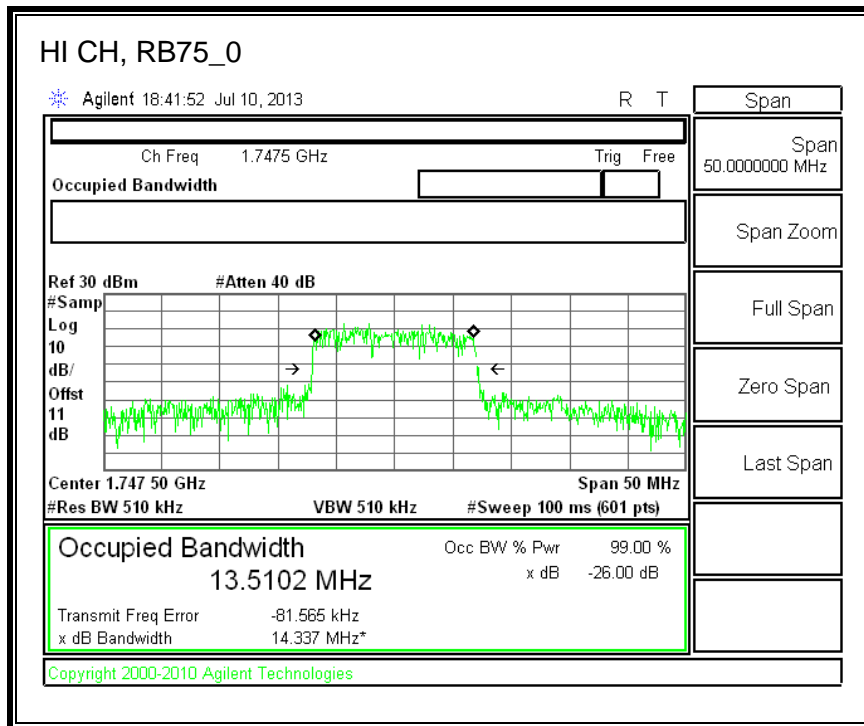 HI CH, RB75_0
Agilent 18:41:52 Jul 10, 2013 R T
Span
Ch Freq 1.7475 GHz Trig Free
Occupied Bandwidth
Span
50.0000000 MHz
Span Zoom
Full Span
Zero Span
Last Span
Ref 30 dBm #Atten 40 dB
#Samp
Log
10
dB/
Offst
11
dB
Center 1.747 50 GHz Span 50 MHz
#Res BW 510 kHz VBW 510 kHz #Sweep 100 ms (601 pts)
Occupied Bandwidth Occ BW % Pwr 99.00 %
13.5102 MHz x dB -26.00 dB
Transmit Freq Error -81.565 kHz
x dB Bandwidth 14.337 MHz*
Copyright 2000-2010 Agilent Technologies